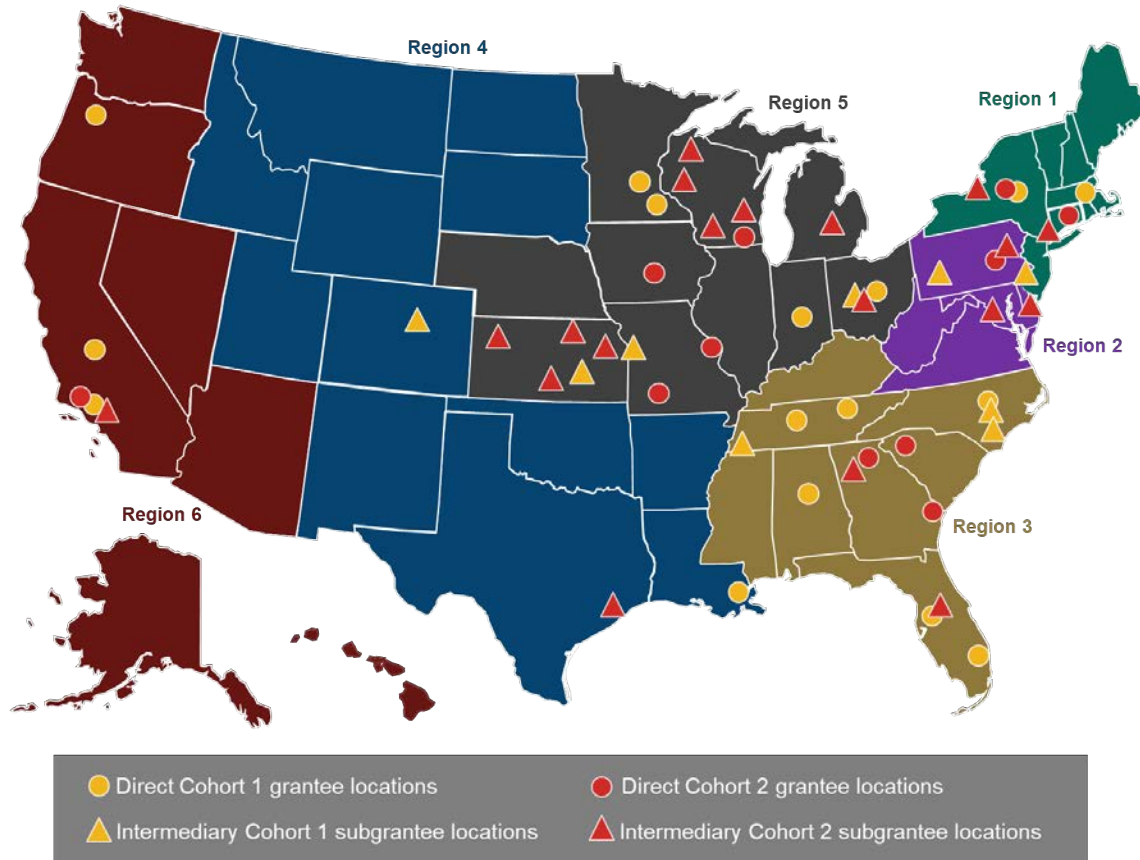 Region 4
Region 5
Region 1
Region 2
Region 6
Region 3
Direct Cohort 1 grantee locations
Direct Cohort 2 grantee locations
Intermediary Cohort 1 subgrantee locations
Intermediary Cohort 2 subgrantee locations